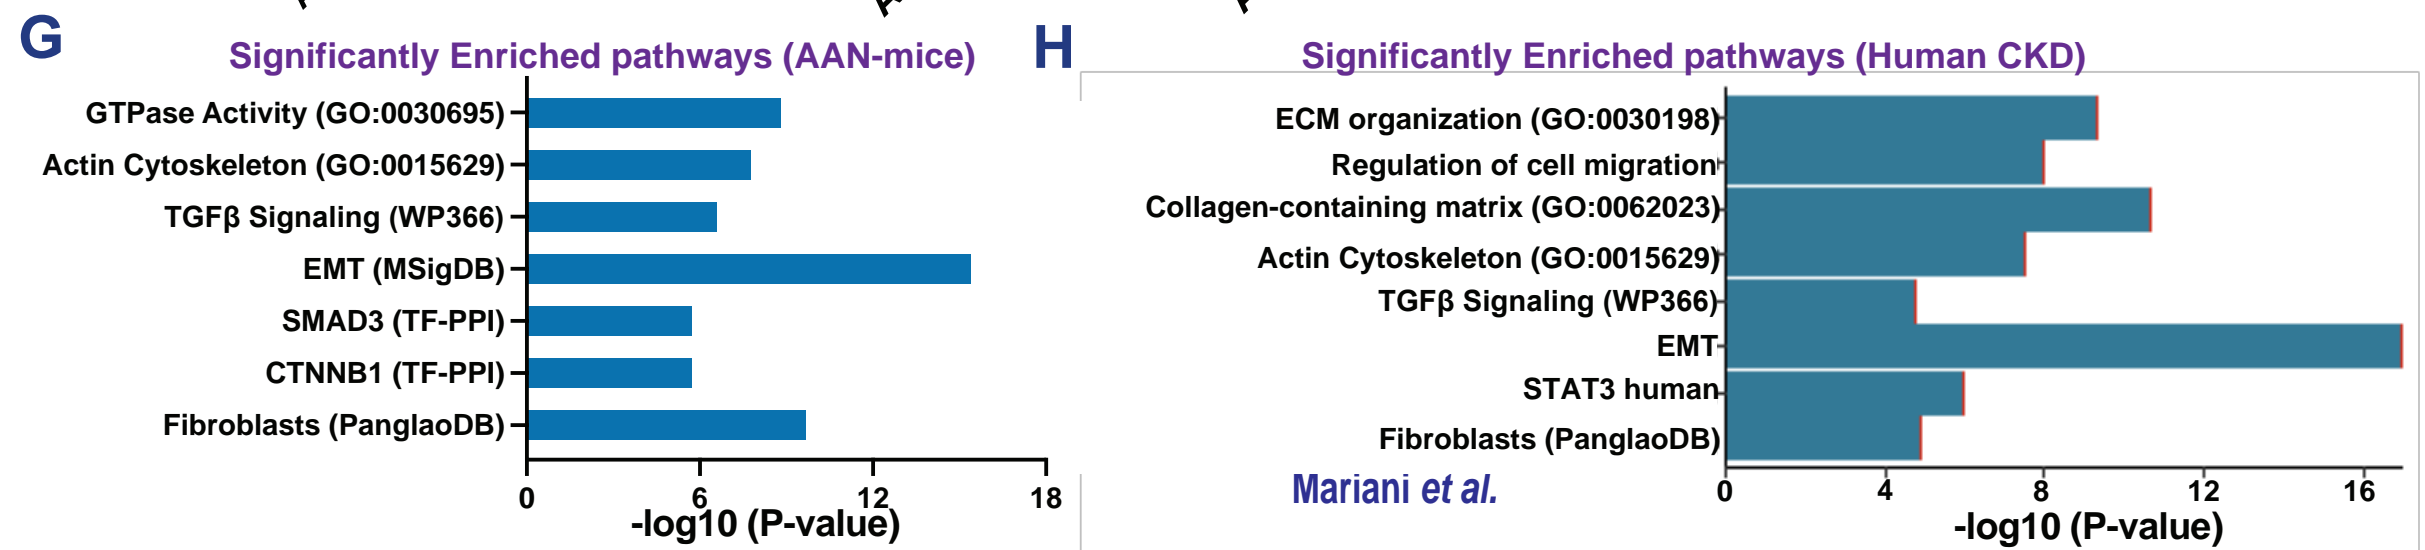 G
Significantly Enriched pathways (AAN-mice)
GTPase Activity (GO:0030695)
Actin Cytoskeleton (GO:0015629)
TGFβ Signaling (WP366)
EMT (MSigDB)
SMAD3 (TF-PPI)
CTNNB1 (TF-PPI)
Fibroblasts (PanglaoDB)
0 6 12 18
-log10 (P-value)
H
Significantly Enriched pathways (Human CKD)
ECM organization (GO:0030198)
Regulation of cell migration
Collagen-containing matrix (GO:0062023)
Actin Cytoskeleton (GO:0015629)
TGFβ Signaling (WP366)
EMT
STAT3 human
Fibroblasts (PanglaoDB)
Mariani et al.
0 4 8 12 16
-log10 (P-value)